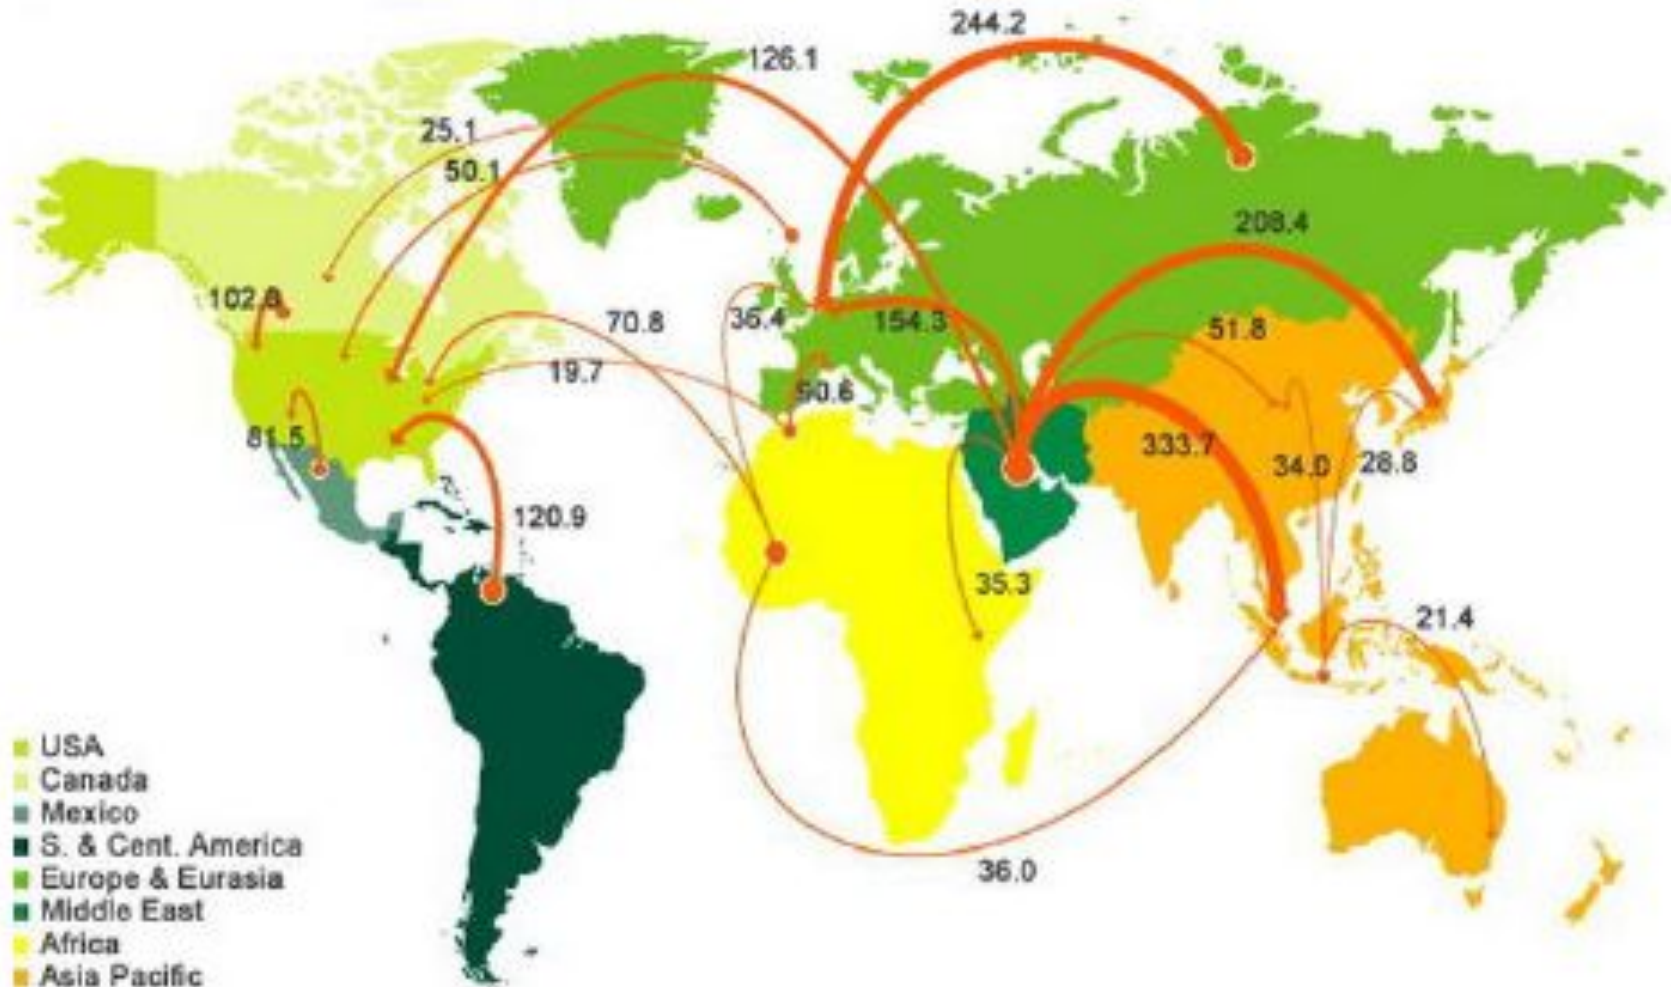 244.2
126.1
25.1
50.1
208.4
102.8
70.8
36.4
154.3
51.8
19.7
90.6
81.5
333.7
34.0
28.8
120.9
35.3
21.4
36.0
USA
Canada
Mexico
S. & Cent. America
Europe & Eurasia
Middle East
Africa
Asia Pacific